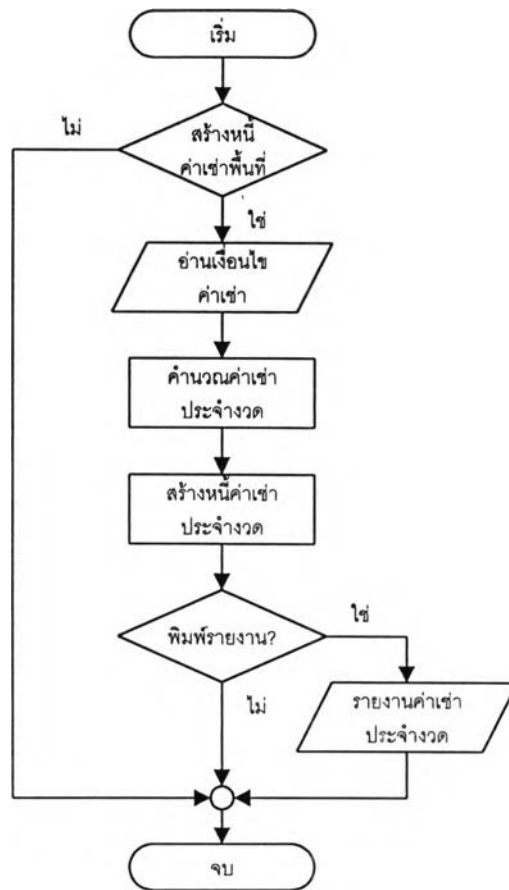 เริ่ม
ไม่
สร้างหนี้
ค่าเช่าพื้นที่
ใช่
อ่านเงื่อนไข
ค่าเช่า
คำนวณค่าเช่า
ประจำงวด
สร้างหนี้ค่าเช่า
ประจำงวด
ใช่
พิมพ์รายงาน?
ไม่
รายงานค่าเช่า
ประจำงวด
จบ